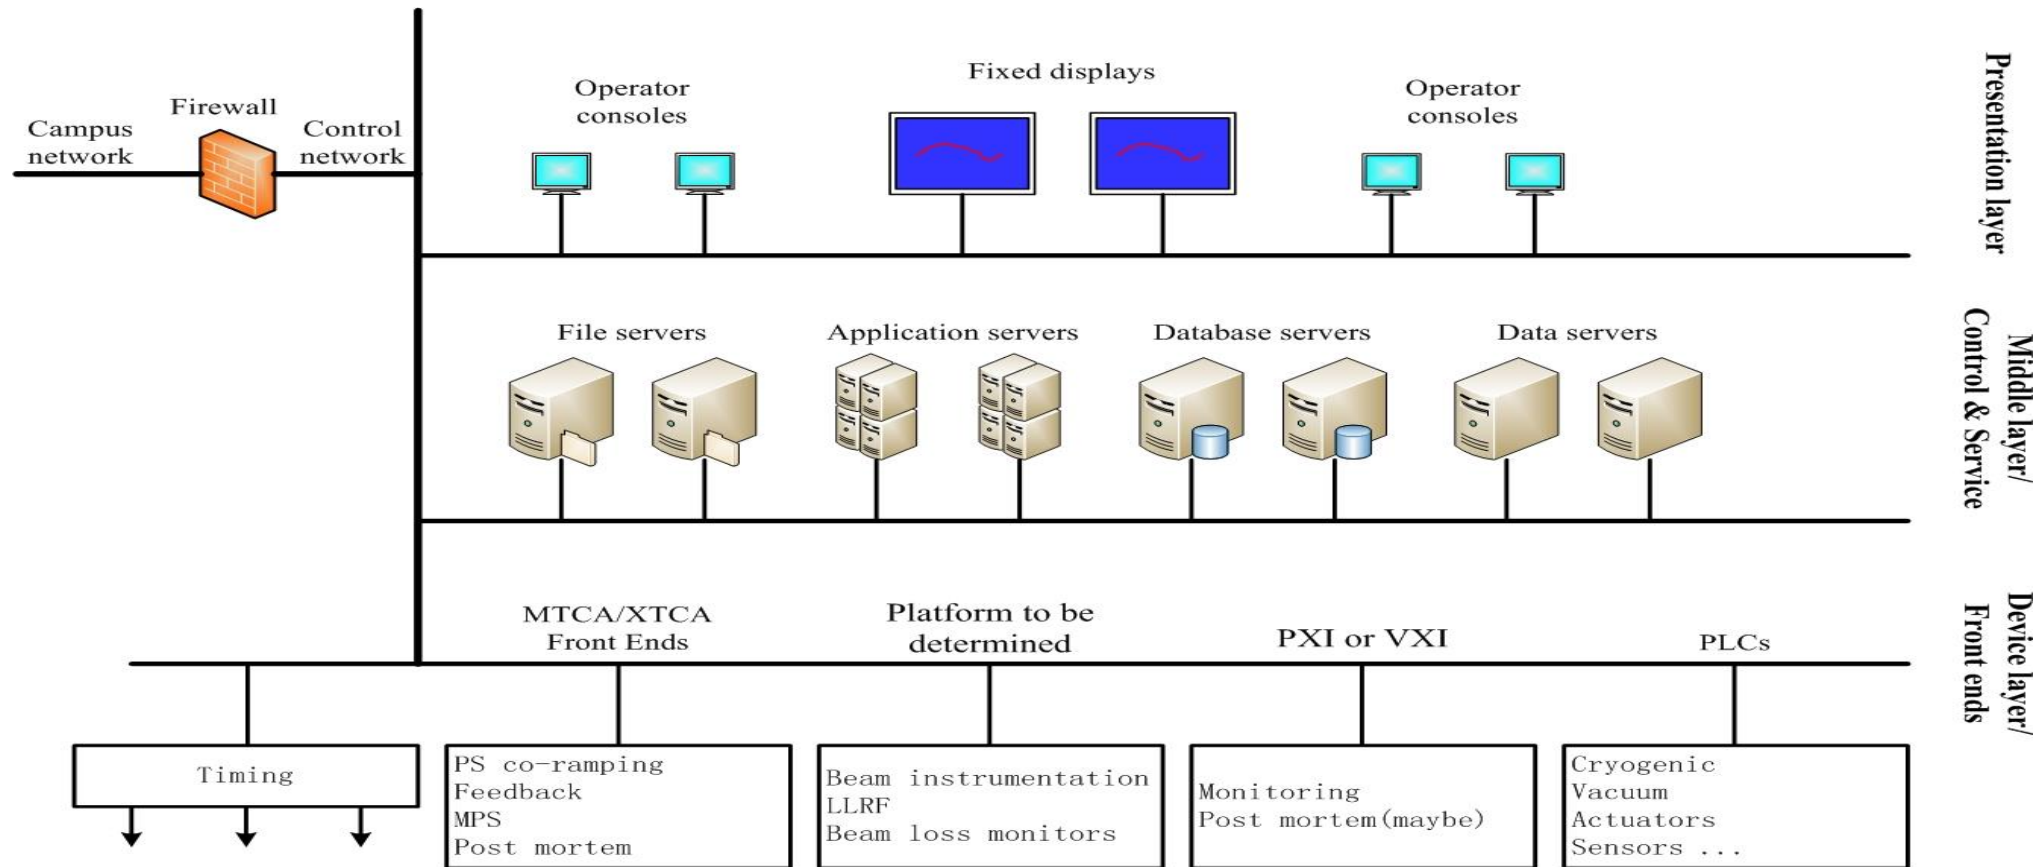 Campus
network
Firewall
Control
network
Operator
consoles
Fixed displays
Operator
consoles
Presentation layer
File servers
Application servers
Database servers
Data servers
Middle layer/
Control & Service
MTCA/XTCA
Front Ends
Platform to be
determined
PXI or VXI
PLCs
Device layer/
Front ends
Timing
PS co-ramping
Feedback
MPS
Post mortem
Beam instrumentation
LLRF
Beam loss monitors
Monitoring
Post mortem(maybe)
Cryogenic
Vacuum
Actuators
Sensors ...